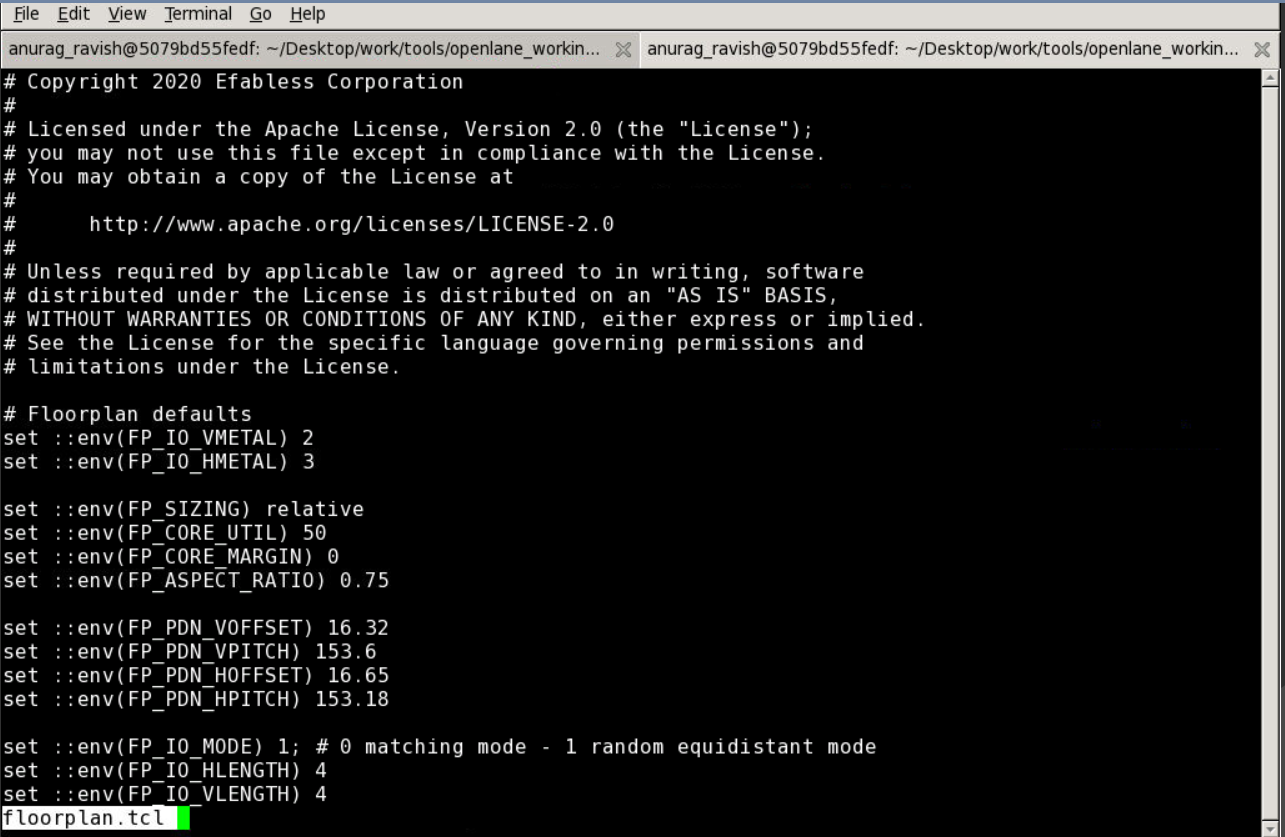 File Edit View Terminal Go Help
anurag_ravish@5079bd55fedf: ~/Desktop/work/tools/openlane_workin... anurag_ravish@5079bd55fedf: ~/Desktop/work/tools/openlane_workin...
# Copyright 2020 Efabless Corporation
#
# Licensed under the Apache License, Version 2.0 (the "License");
# you may not use this file except in compliance with the License.
# You may obtain a copy of the License at
#
#      http://www.apache.org/licenses/LICENSE-2.0
#
# Unless required by applicable law or agreed to in writing, software
# distributed under the License is distributed on an "AS IS" BASIS,
# WITHOUT WARRANTIES OR CONDITIONS OF ANY KIND, either express or implied.
# See the License for the specific language governing permissions and
# limitations under the License.
# Floorplan defaults
set ::env(FP_IO_VMETAL) 2
set ::env(FP_IO_HMETAL) 3
set ::env(FP_SIZING) relative
set ::env(FP_CORE_UTIL) 50
set ::env(FP_CORE_MARGIN) 0
set ::env(FP_ASPECT_RATIO) 0.75
set ::env(FP_PDN_VOFFSET) 16.32
set ::env(FP_PDN_VPITCH) 153.6
set ::env(FP_PDN_HOFFSET) 16.65
set ::env(FP_PDN_HPITCH) 153.18
set ::env(FP_IO_MODE) 1; # 0 matching mode - 1 random equidistant mode
set ::env(FP_IO_HLENGTH) 4
set ::env(FP_IO_VLENGTH) 4
floorplan.tcl